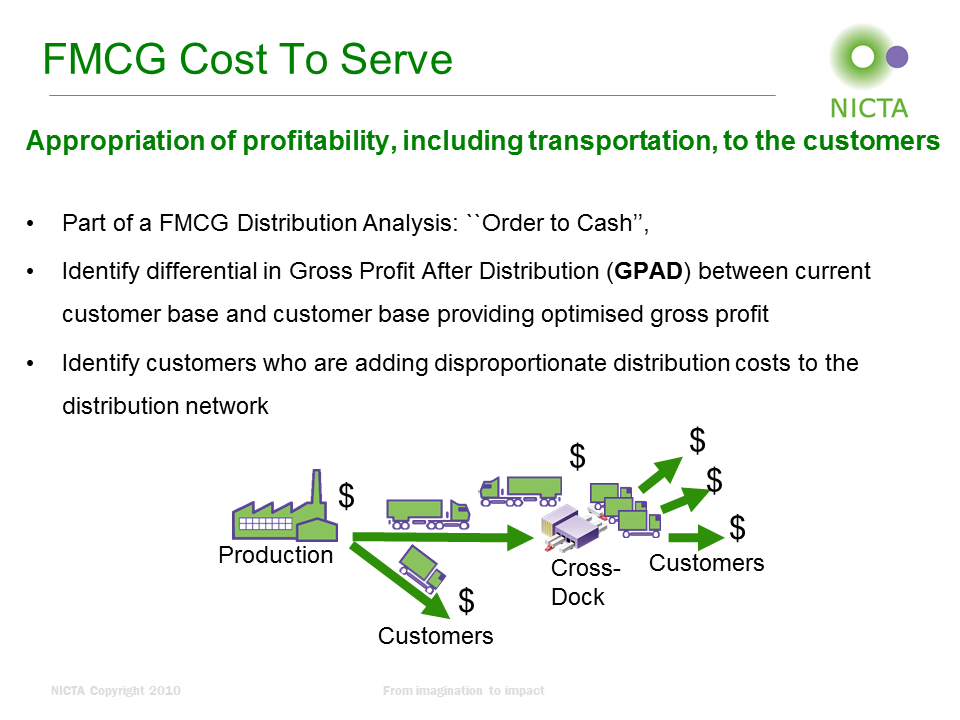 FMCG Cost To Serve
NICTA
Appropriation of profitability, including transportation, to the customers
• Part of a FMCG Distribution Analysis: ``Order to Cash’’,
• Identify differential in Gross Profit After Distribution (GPAD) between current
customer base and customer base providing optimised gross profit
• Identify customers who are adding disproportionate distribution costs to the
distribution network
$
$
$
$
$
Production
Customers
Cross-
Dock
$
Customers
NICTA Copyright 2010
From imagination to impact